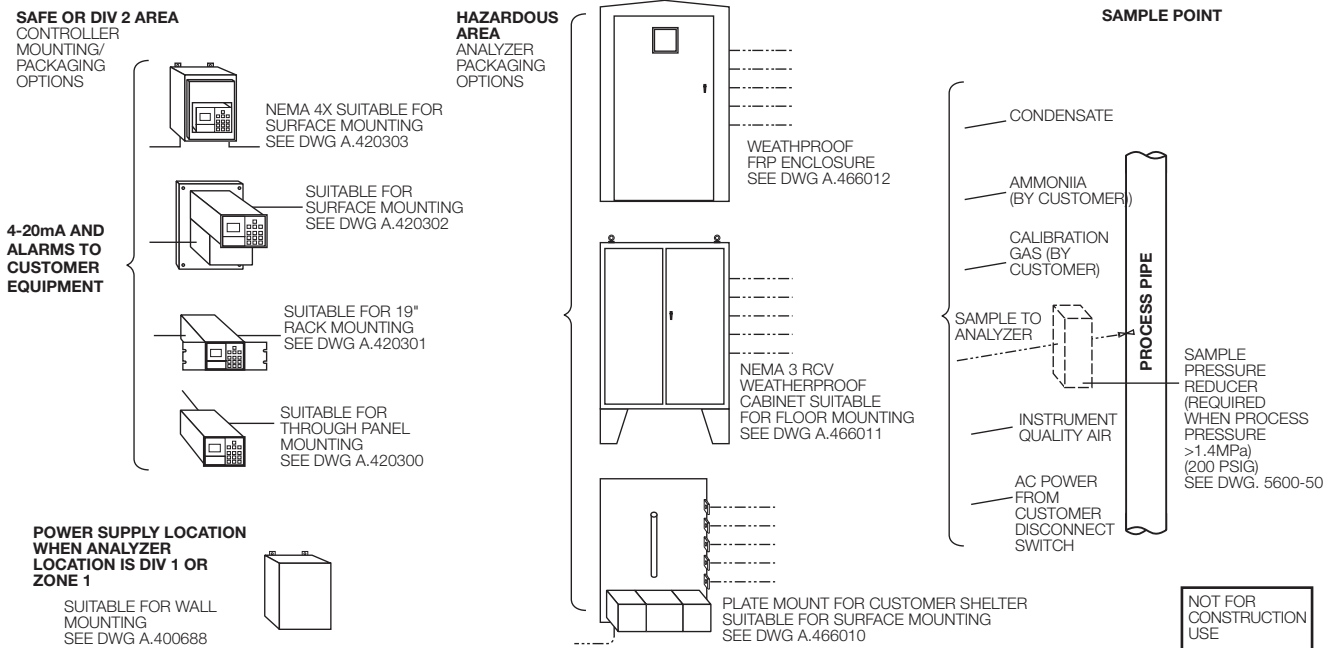 SAFE OR DIV 2 AREA
CONTROLLER
MOUNTING/
PACKAGING
OPTIONS
NEMA 4X SUITABLE FOR
SURFACE MOUNTING
SEE DWG A.420303
SUITABLE FOR
SURFACE MOUNTING
SEE DWG A.420302
4-20mA AND
ALARMS TO
CUSTOMER
EQUIPMENT
SUITABLE FOR 19"
RACK MOUNTING
SEE DWG A.420301
SUITABLE FOR
THROUGH PANEL
MOUNTING
SEE DWG A.420300
POWER SUPPLY LOCATION
WHEN ANALYZER
LOCATION IS DIV 1 OR
ZONE 1
SUITABLE FOR WALL
MOUNTING
SEE DWG A.400688
HAZARDOUS
AREA
ANALYZER
PACKAGING
OPTIONS
WEATHPROOF
FRP ENCLOSURE
SEE DWG A.466012
NEMA 3 RCV
WEATHERPROOF
CABINET SUITABLE
FOR FLOOR MOUNTING
SEE DWG A.466011
PLATE MOUNT FOR CUSTOMER SHELTER
SUITABLE FOR SURFACE MOUNTING
SEE DWG A.466010
SAMPLE POINT
CONDENSATE
AMMONIIA
(BY CUSTOMER)
CALIBRATION
GAS (BY
CUSTOMER)
SAMPLE TO
ANALYZER
PROCESS PIPE
SAMPLE
PRESSURE
REDUCER
(REQUIRED
WHEN PROCESS
PRESSURE
>1.4MPa)
(200 PSIG)
SEE DWG. 5600-50
INSTRUMENT
QUALITY AIR
AC POWER
FROM
CUSTOMER
DISCONNECT
SWITCH
NOT FOR
CONSTRUCTION
USE